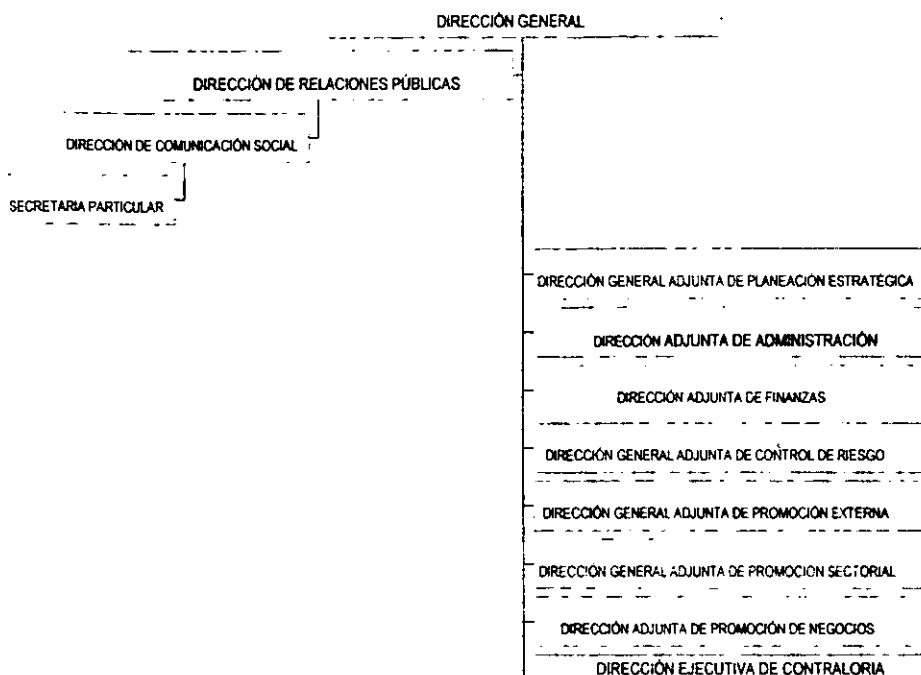 DIRECCIÓN GENERAL
DIRECCIÓN DE RELACIONES PÚBLICAS
DIRECCIÓN DE COMUNICACIÓN SOCIAL
SECRETARIA PARTICULAR
DIRECCIÓN GENERAL ADJUNTA DE PLANEACIÓN ESTRATÉGICA
DIRECCIÓN ADJUNTA DE ADMINISTRACIÓN
DIRECCIÓN ADJUNTA DE FINANZAS
DIRECCIÓN GENERAL ADJUNTA DE CONTROL DE RIESGO
DIRECCIÓN GENERAL ADJUNTA DE PROMOCIÓN EXTERNA
DIRECCIÓN GENERAL ADJUNTA DE PROMOCION SECTORIAL
DIRECCIÓN ADJUNTA DE PROMOCIÓN DE NEGOCIOS
DIRECCIÓN EJECUTIVA DE CONTRALORIA